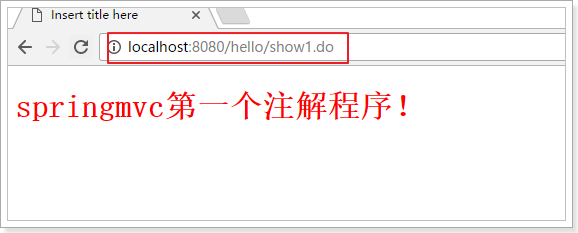 Insert title here
localhost:8080/hello/show1.do
springmvc第一个注解程序!